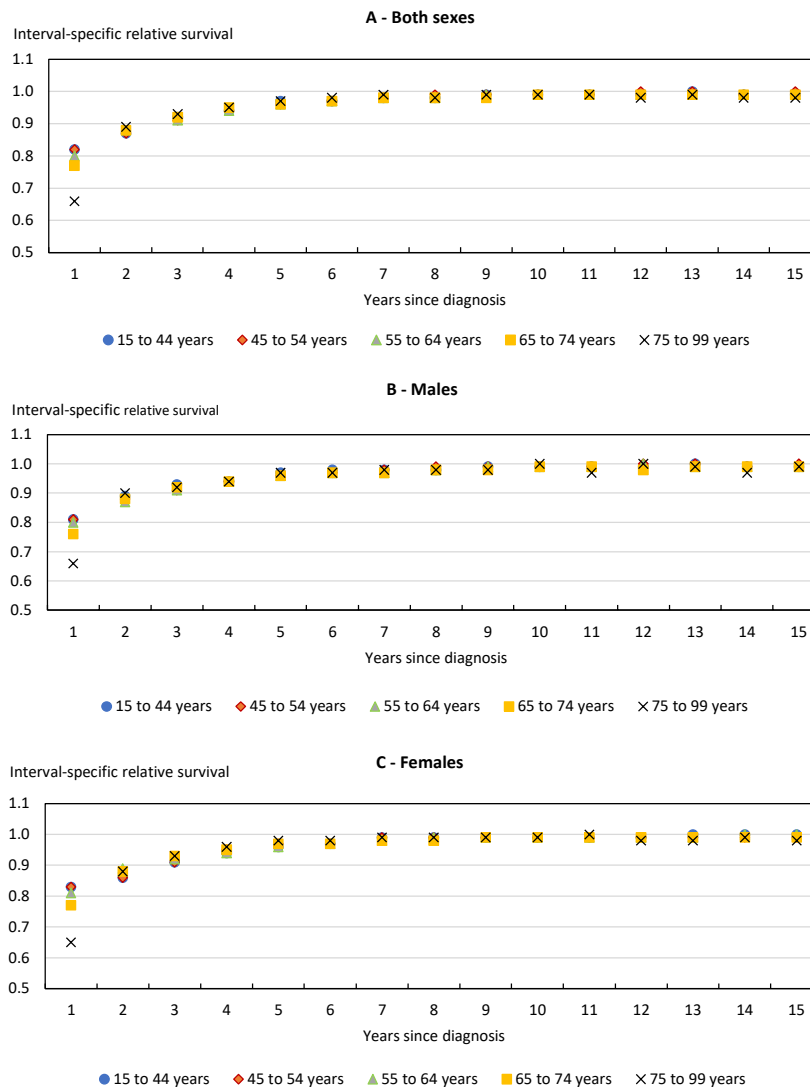 A - Both sexes
Interval-specific relative survival
1.1
1.0
0.9
0.8
0.7
0.6
0.5
1 2 3 4 5 6 7 8 9 10 11 12 13 14 15
Years since diagnosis
15 to 44 years 45 to 54 years 55 to 64 years 65 to 74 years 75 to 99 years
B - Males
Interval-specific relative survival
1.1
1.0
0.9
0.8
0.7
0.6
0.5
1 2 3 4 5 6 7 8 9 10 11 12 13 14 15
Years since diagnosis
15 to 44 years 45 to 54 years 55 to 64 years 65 to 74 years 75 to 99 years
C - Females
Interval-specific relative survival
1.1
1.0
0.9
0.8
0.7
0.6
0.5
1 2 3 4 5 6 7 8 9 10 11 12 13 14 15
Years since diagnosis
15 to 44 years 45 to 54 years 55 to 64 years 65 to 74 years 75 to 99 years